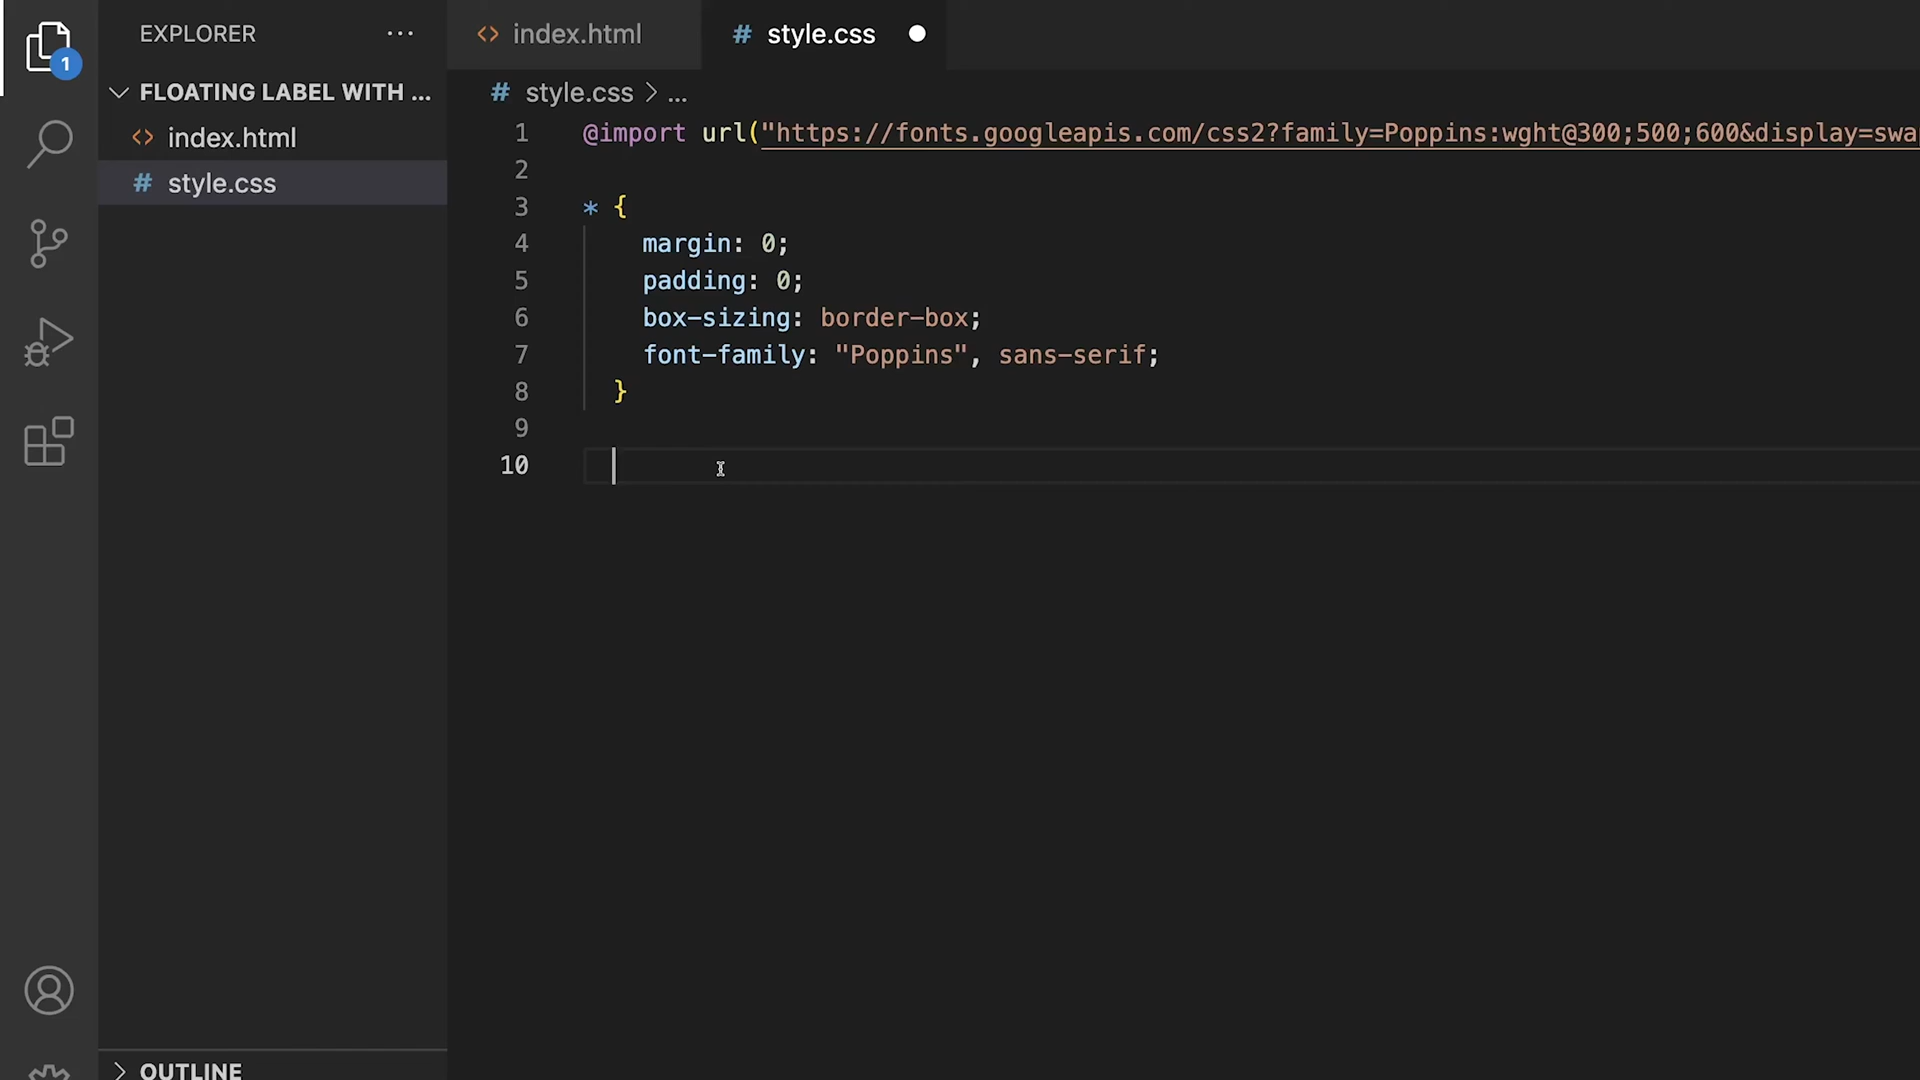 EXPLORER ...
1
FLOATING LABEL WITH ...
<> index.html
# style.css
OUTLINE
<> index.html
# style.css
# style.css > ...
1 @import url("https://fonts.googleapis.com/css2?family=Poppins:wght@300;500;600&display=swa
2
3 * {
4 margin: 0;
5 padding: 0;
6 box-sizing: border-box;
7 font-family: "Poppins", sans-serif;
8 }
9
10